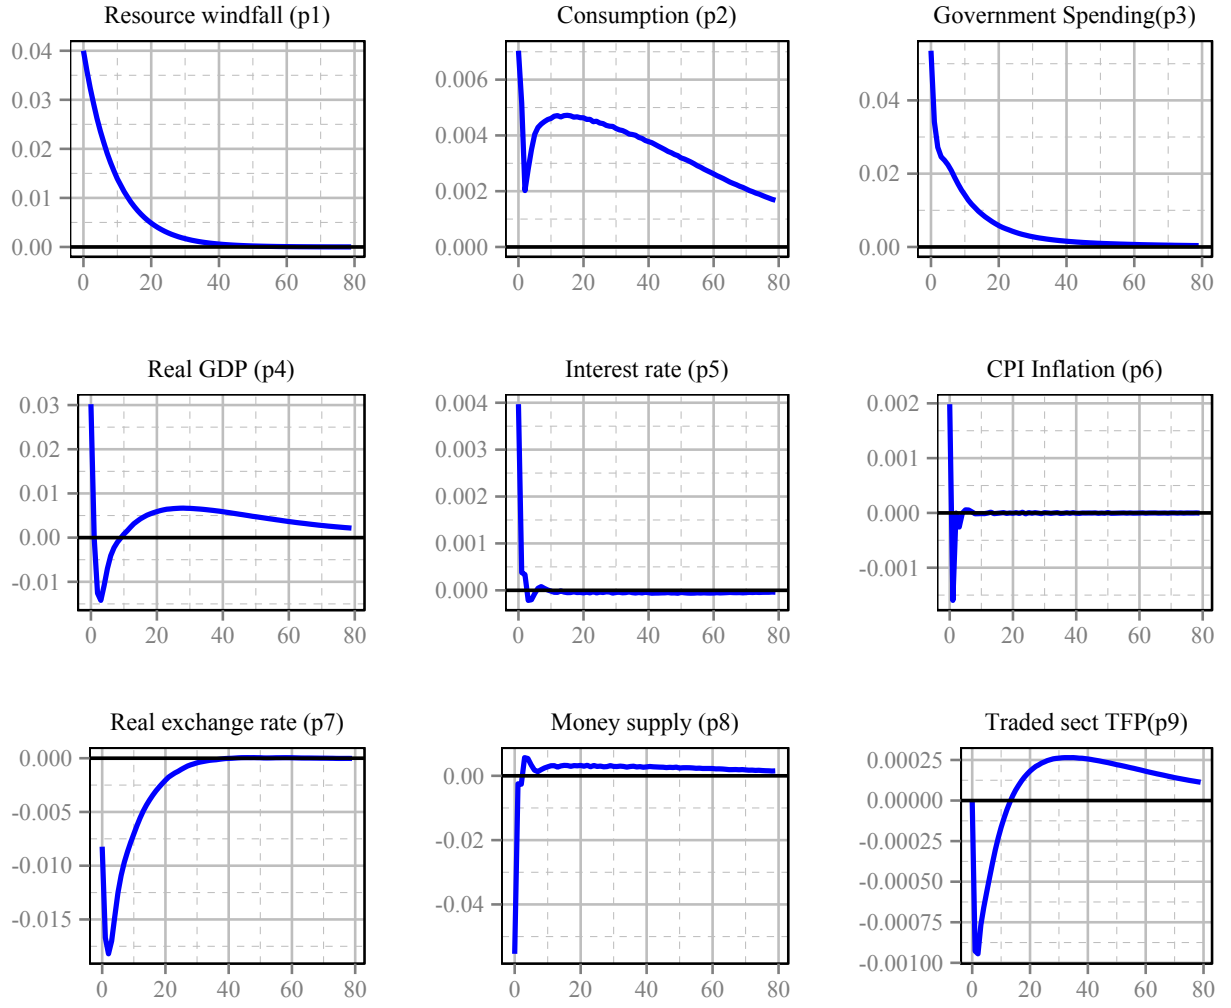 Resource windfall (p1)
0.04
0.03
0.02
0.01
0.00
0 20 40 60 80
Consumption (p2)
0.006
0.004
0.002
0.000
0 20 40 60 80
Government Spending(p3)
0.04
0.02
0.00
0 20 40 60 80
Real GDP (p4)
0.03
0.02
0.01
0.00
-0.01
0 20 40 60 80
Interest rate (p5)
0.004
0.003
0.002
0.001
0.000
0 20 40 60 80
CPI Inflation (p6)
0.002
0.001
0.000
-0.001
0 20 40 60 80
Real exchange rate (p7)
0.000
-0.005
-0.010
-0.015
0 20 40 60 80
Money supply (p8)
0.00
-0.02
-0.04
0 20 40 60 80
Traded sect TFP(p9)
0.00025
0.00000
-0.00025
-0.00050
-0.00075
-0.00100
0 20 40 60 80